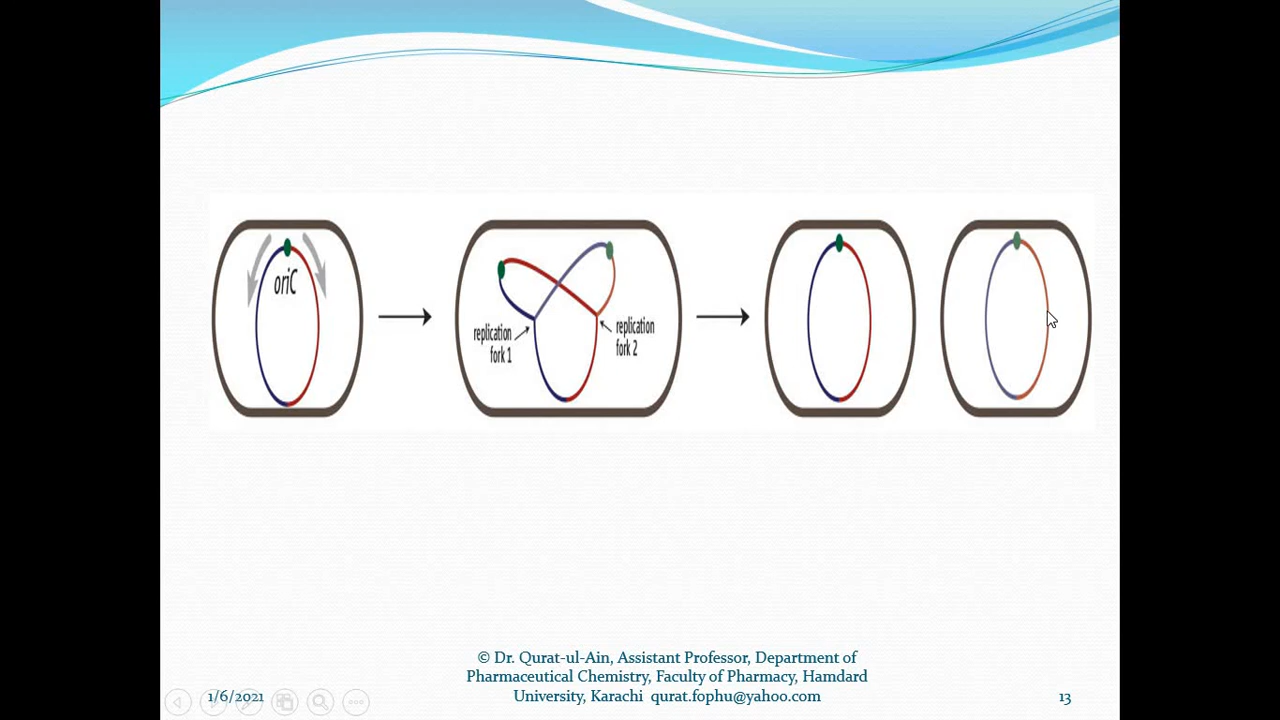 oriC
replication
fork 1
replication
fork 2
© Dr. Qurat-ul-Ain, Assistant Professor, Department of
Pharmaceutical Chemistry, Faculty of Pharmacy, Hamdard
University, Karachi qurat.fophu@yahoo.com
1/6/2021
13